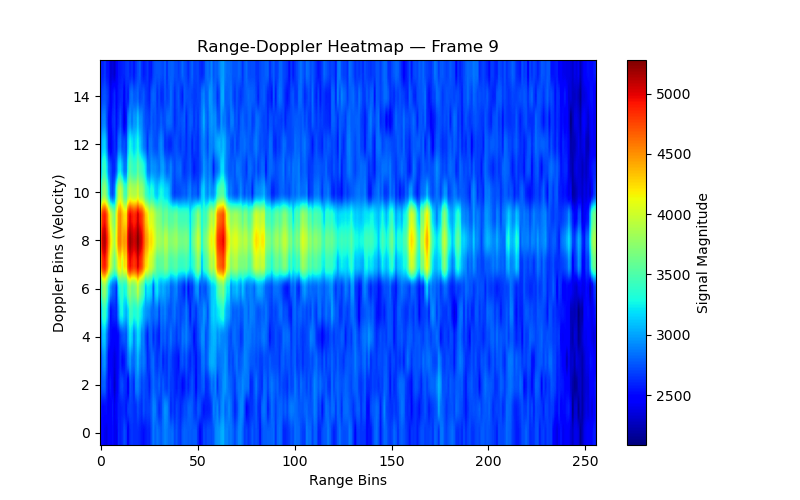 Range-Doppler Heatmap — Frame 9
Doppler Bins (Velocity)
14
12
10
8
6
4
2
0
0 50 100 150 200 250
Range Bins
5000
4500
4000
3500
3000
2500
Signal Magnitude